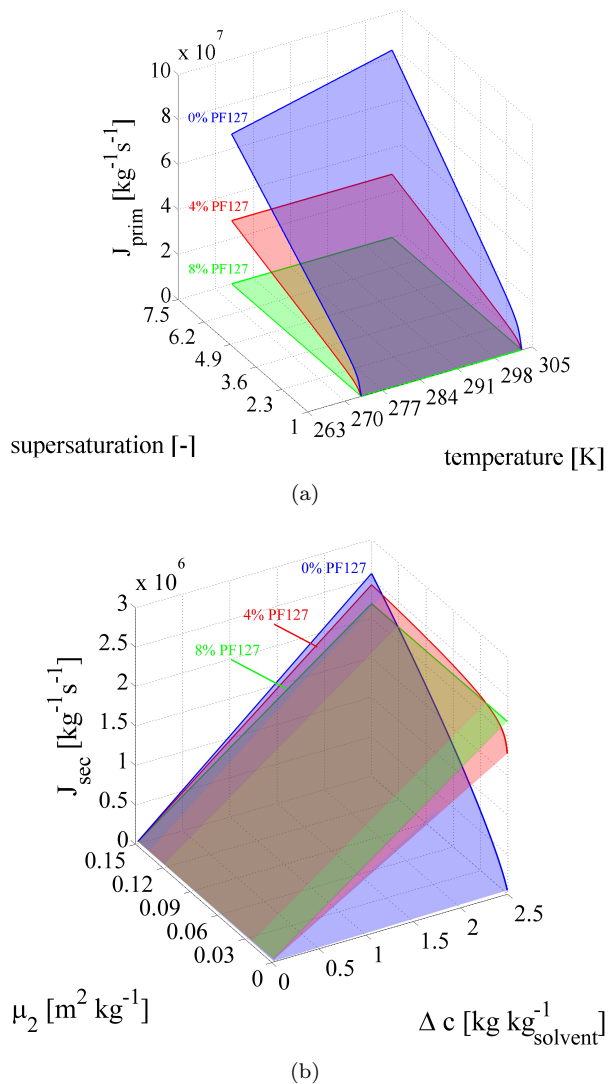 x 10^7
10
8
6
4
2
0
J_prim [kg^-1 s^-1]
0% PF127
4% PF127
8% PF127
7.5
6.2
4.9
3.6
2.3
1
263
270
277
284
291
298
305
supersaturation [-]
temperature [K]
(a)
x 10^6
3
2.5
2
1.5
1
0.5
0
J_sec [kg^-1 s^-1]
0% PF127
4% PF127
8% PF127
0.15
0.12
0.09
0.06
0.03
0
0
0.5
1
1.5
2
2.5
μ_2 [m^2 kg^-1]
Δ c [kg kg^-1_solvent]
(b)